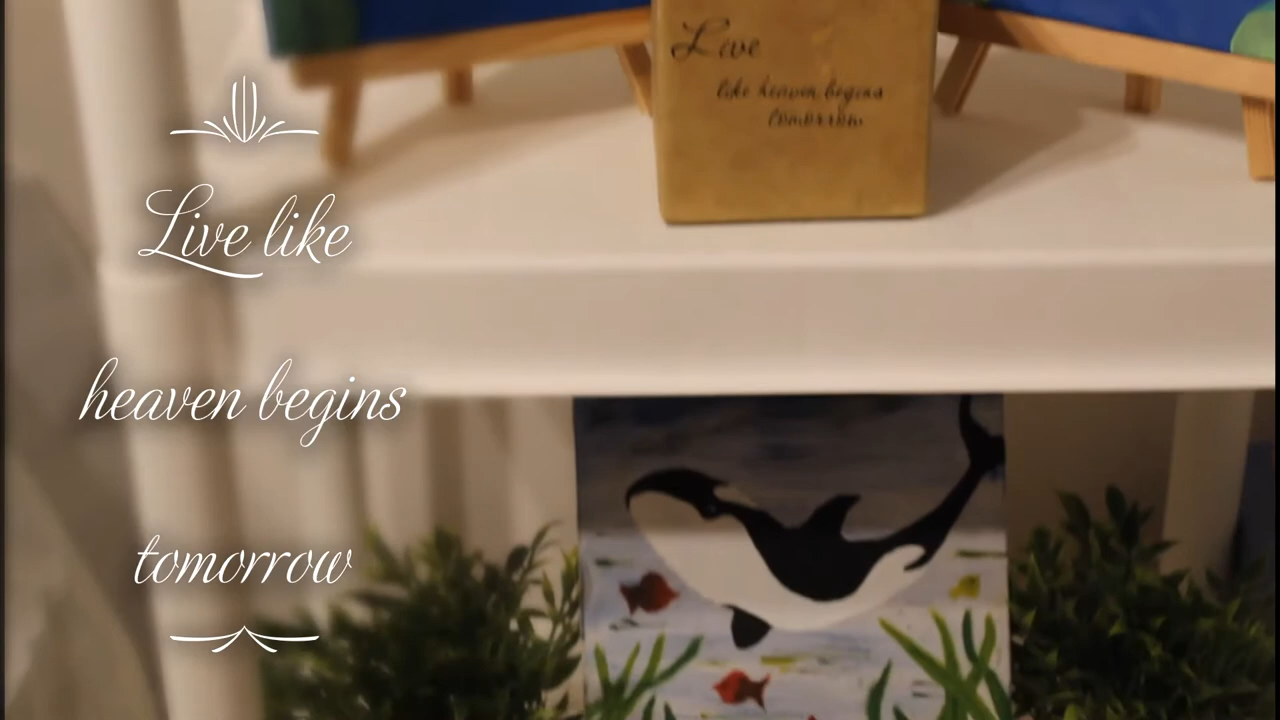 Live like
heaven begins
tomorrow
Live
like heaven begins
tomorrow